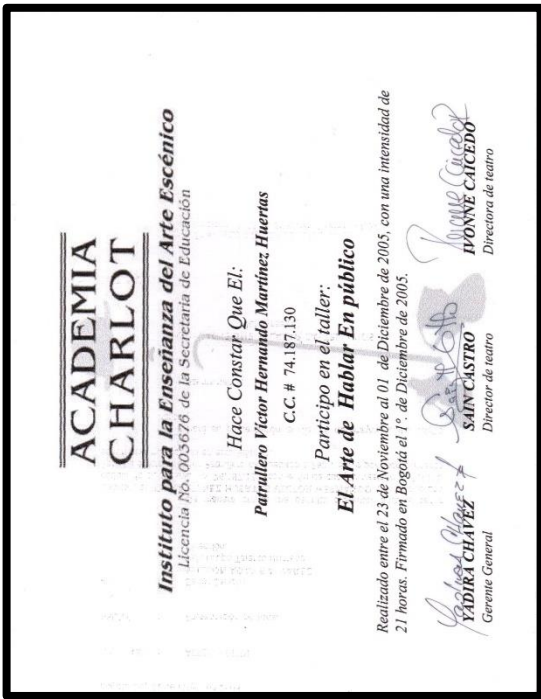 ACADEMIA
CHARLOT
Instituto para la Enseñanza del Arte Escénico
Licencia No. 003676 de la Secretaria de Educación
Hace Constar Que El:
Patrullero Victor Hernando Martínez Huertas
C.C. # 74.187.130
Participo en el taller:
El Arte de Hablar En público
Realizado entre el 23 de Noviembre al 01 de Diciembre de 2005, con una intensidad de
21 horas. Firmado en Bogotá el 1º. de Diciembre de 2005.
YADIRA CHAVEZ
Gerente General
SAIN CASTRO
Director de teatro
IVONNE CAICEDO
Directora de teatro